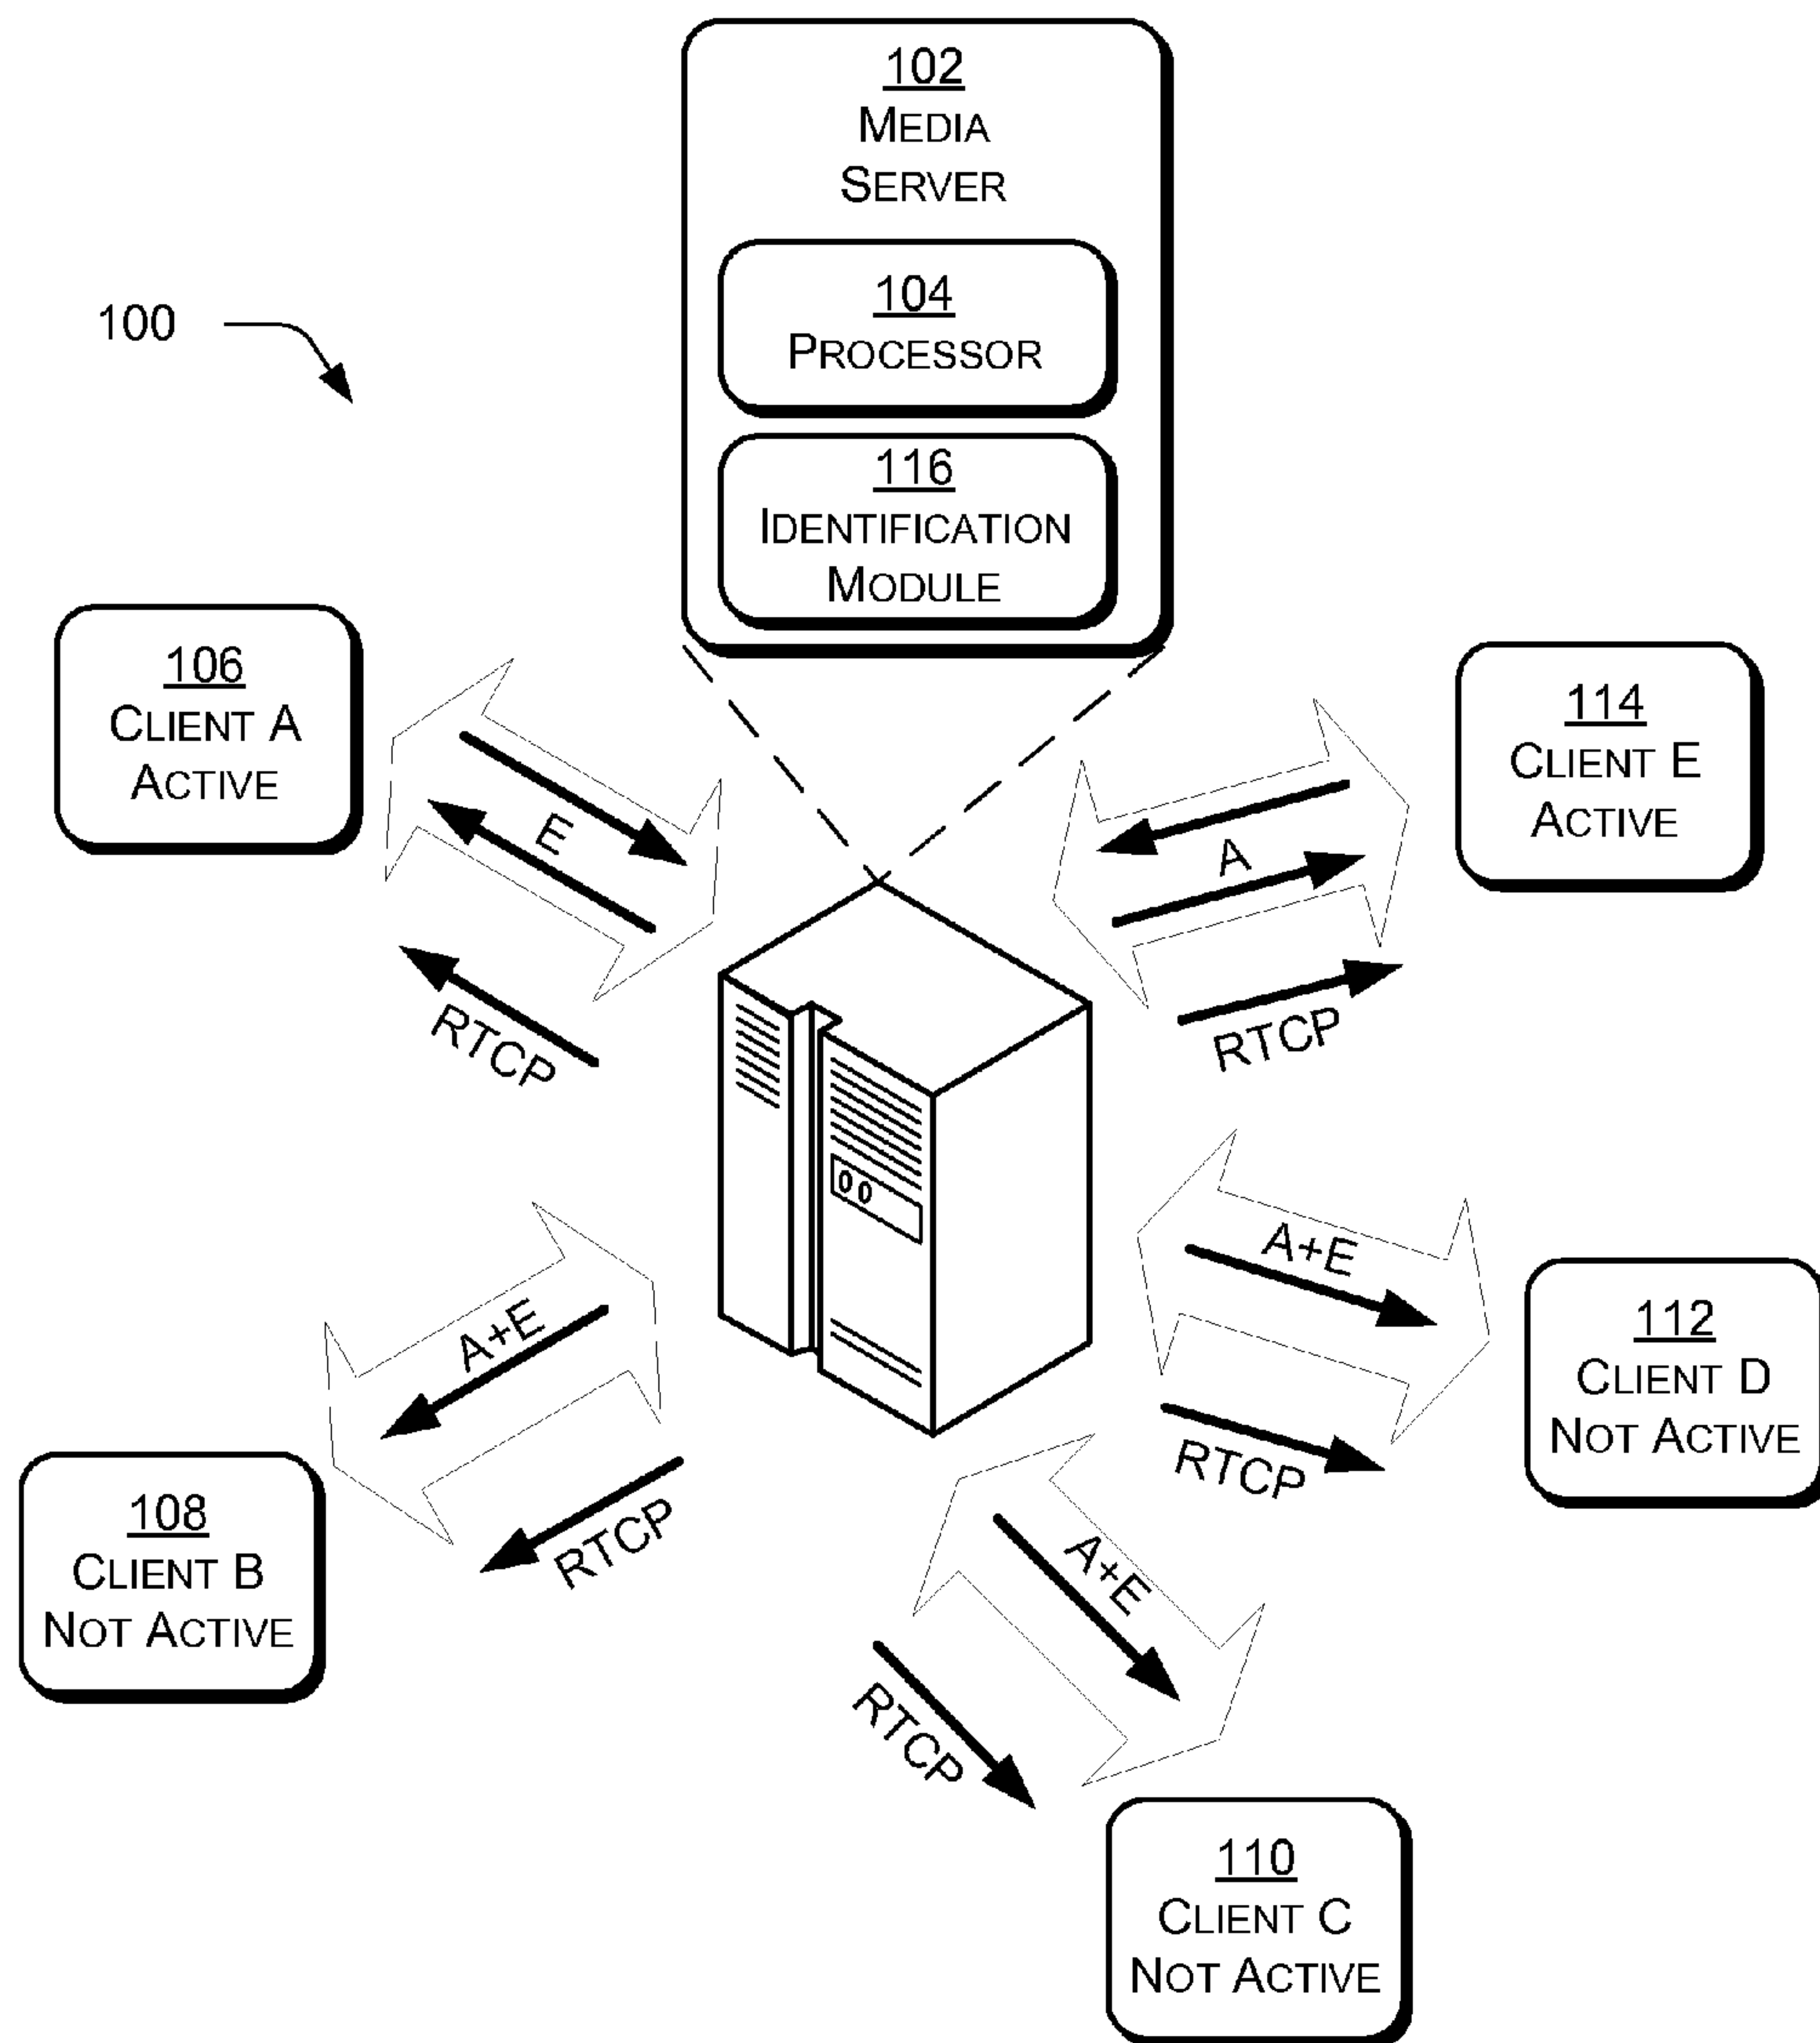 102
MEDIA
SERVER
104
PROCESSOR
116
IDENTIFICATION
MODULE
100
106
CLIENT A
ACTIVE
114
CLIENT E
ACTIVE
E
A
RTCP
RTCP
A+E
A+E
112
CLIENT D
NOT ACTIVE
RTCP
108
CLIENT B
NOT ACTIVE
RTCP
A+E
RTCP
110
CLIENT C
NOT ACTIVE